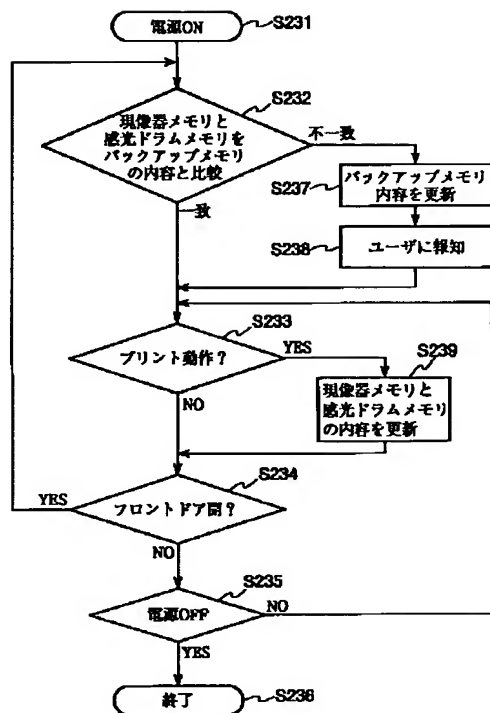 電源ON
S231
S232
現像器メモリと
感光ドラムメモリを
バックアップメモリ
の内容と比較
不一致
一致
S237
バックアップメモリ
内容を更新
S238
ユーザに報知
S233
プリント動作?
YES
NO
S239
現像器メモリと
感光ドラムメモリ
の内容を更新
S234
フロントドア開?
YES
NO
S235
電源OFF
NO
YES
終了
S236